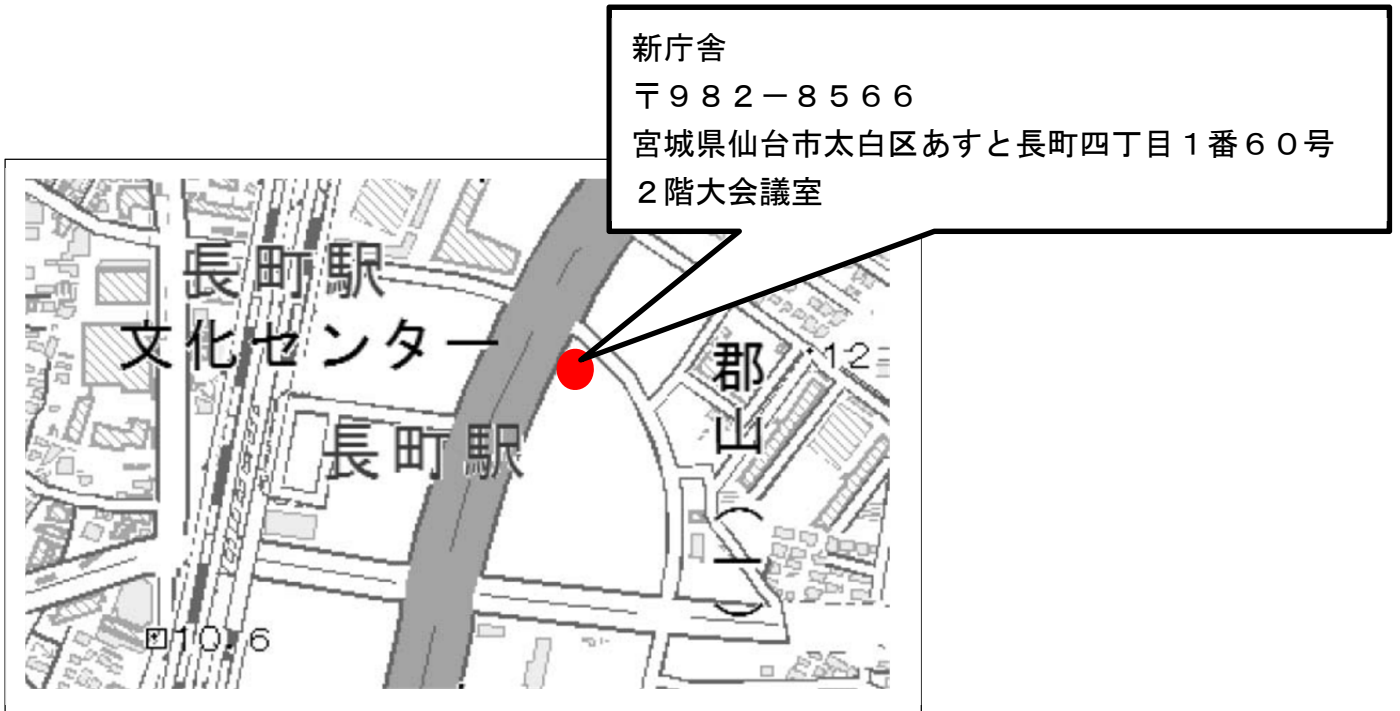 新庁舎
〒９８２－８５６６
宮城県仙台市太白区あすと長町四丁目１番６０号
２階大会議室
長町駅
文化センター
長町駅
郡山（一）
・12
10.6